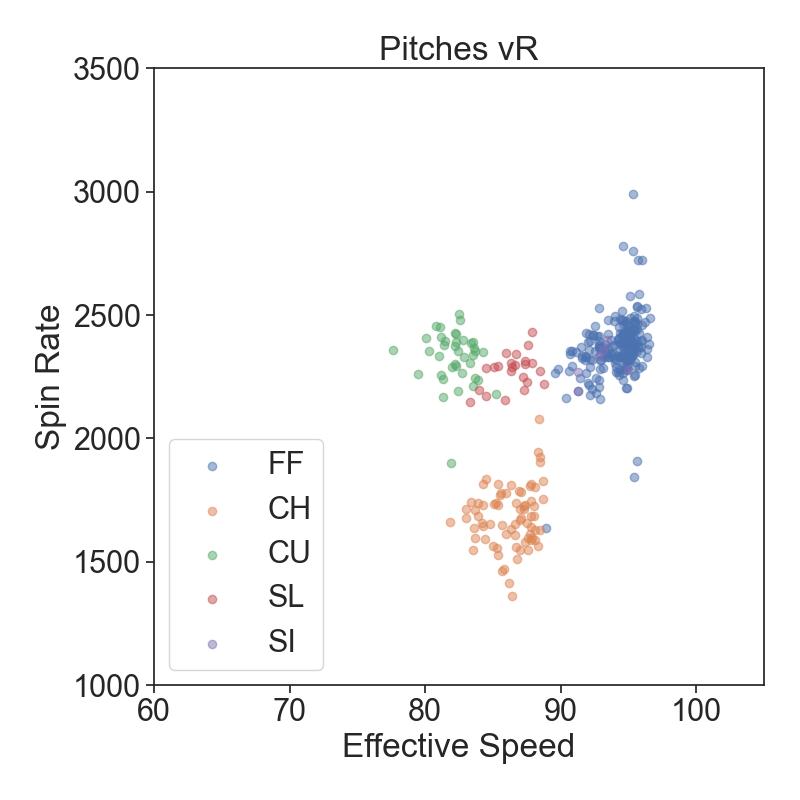 Pitches vR
3500
3000
2500
2000
1500
1000
Spin Rate
FF
CH
CU
SL
SI
60 70 80 90 100
Effective Speed